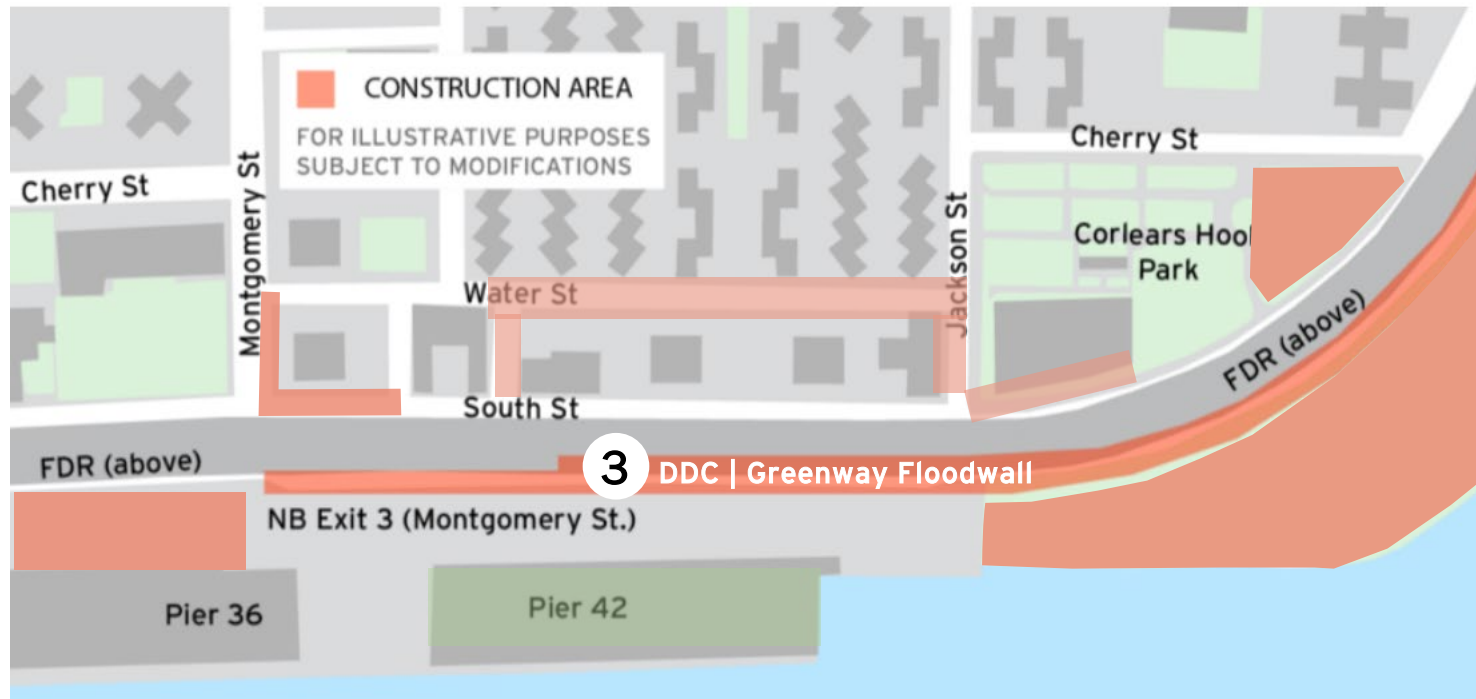 CONSTRUCTION AREA
FOR ILLUSTRATIVE PURPOSES
SUBJECT TO MODIFICATIONS
Cherry St
Cherry St
Montgomery St
Jackson St
Corlears Hoo
Park
Water St
South St
FDR (above)
FDR (above)
3 DDC | Greenway Floodwall
NB Exit 3 (Montgomery St.)
Pier 36
Pier 42